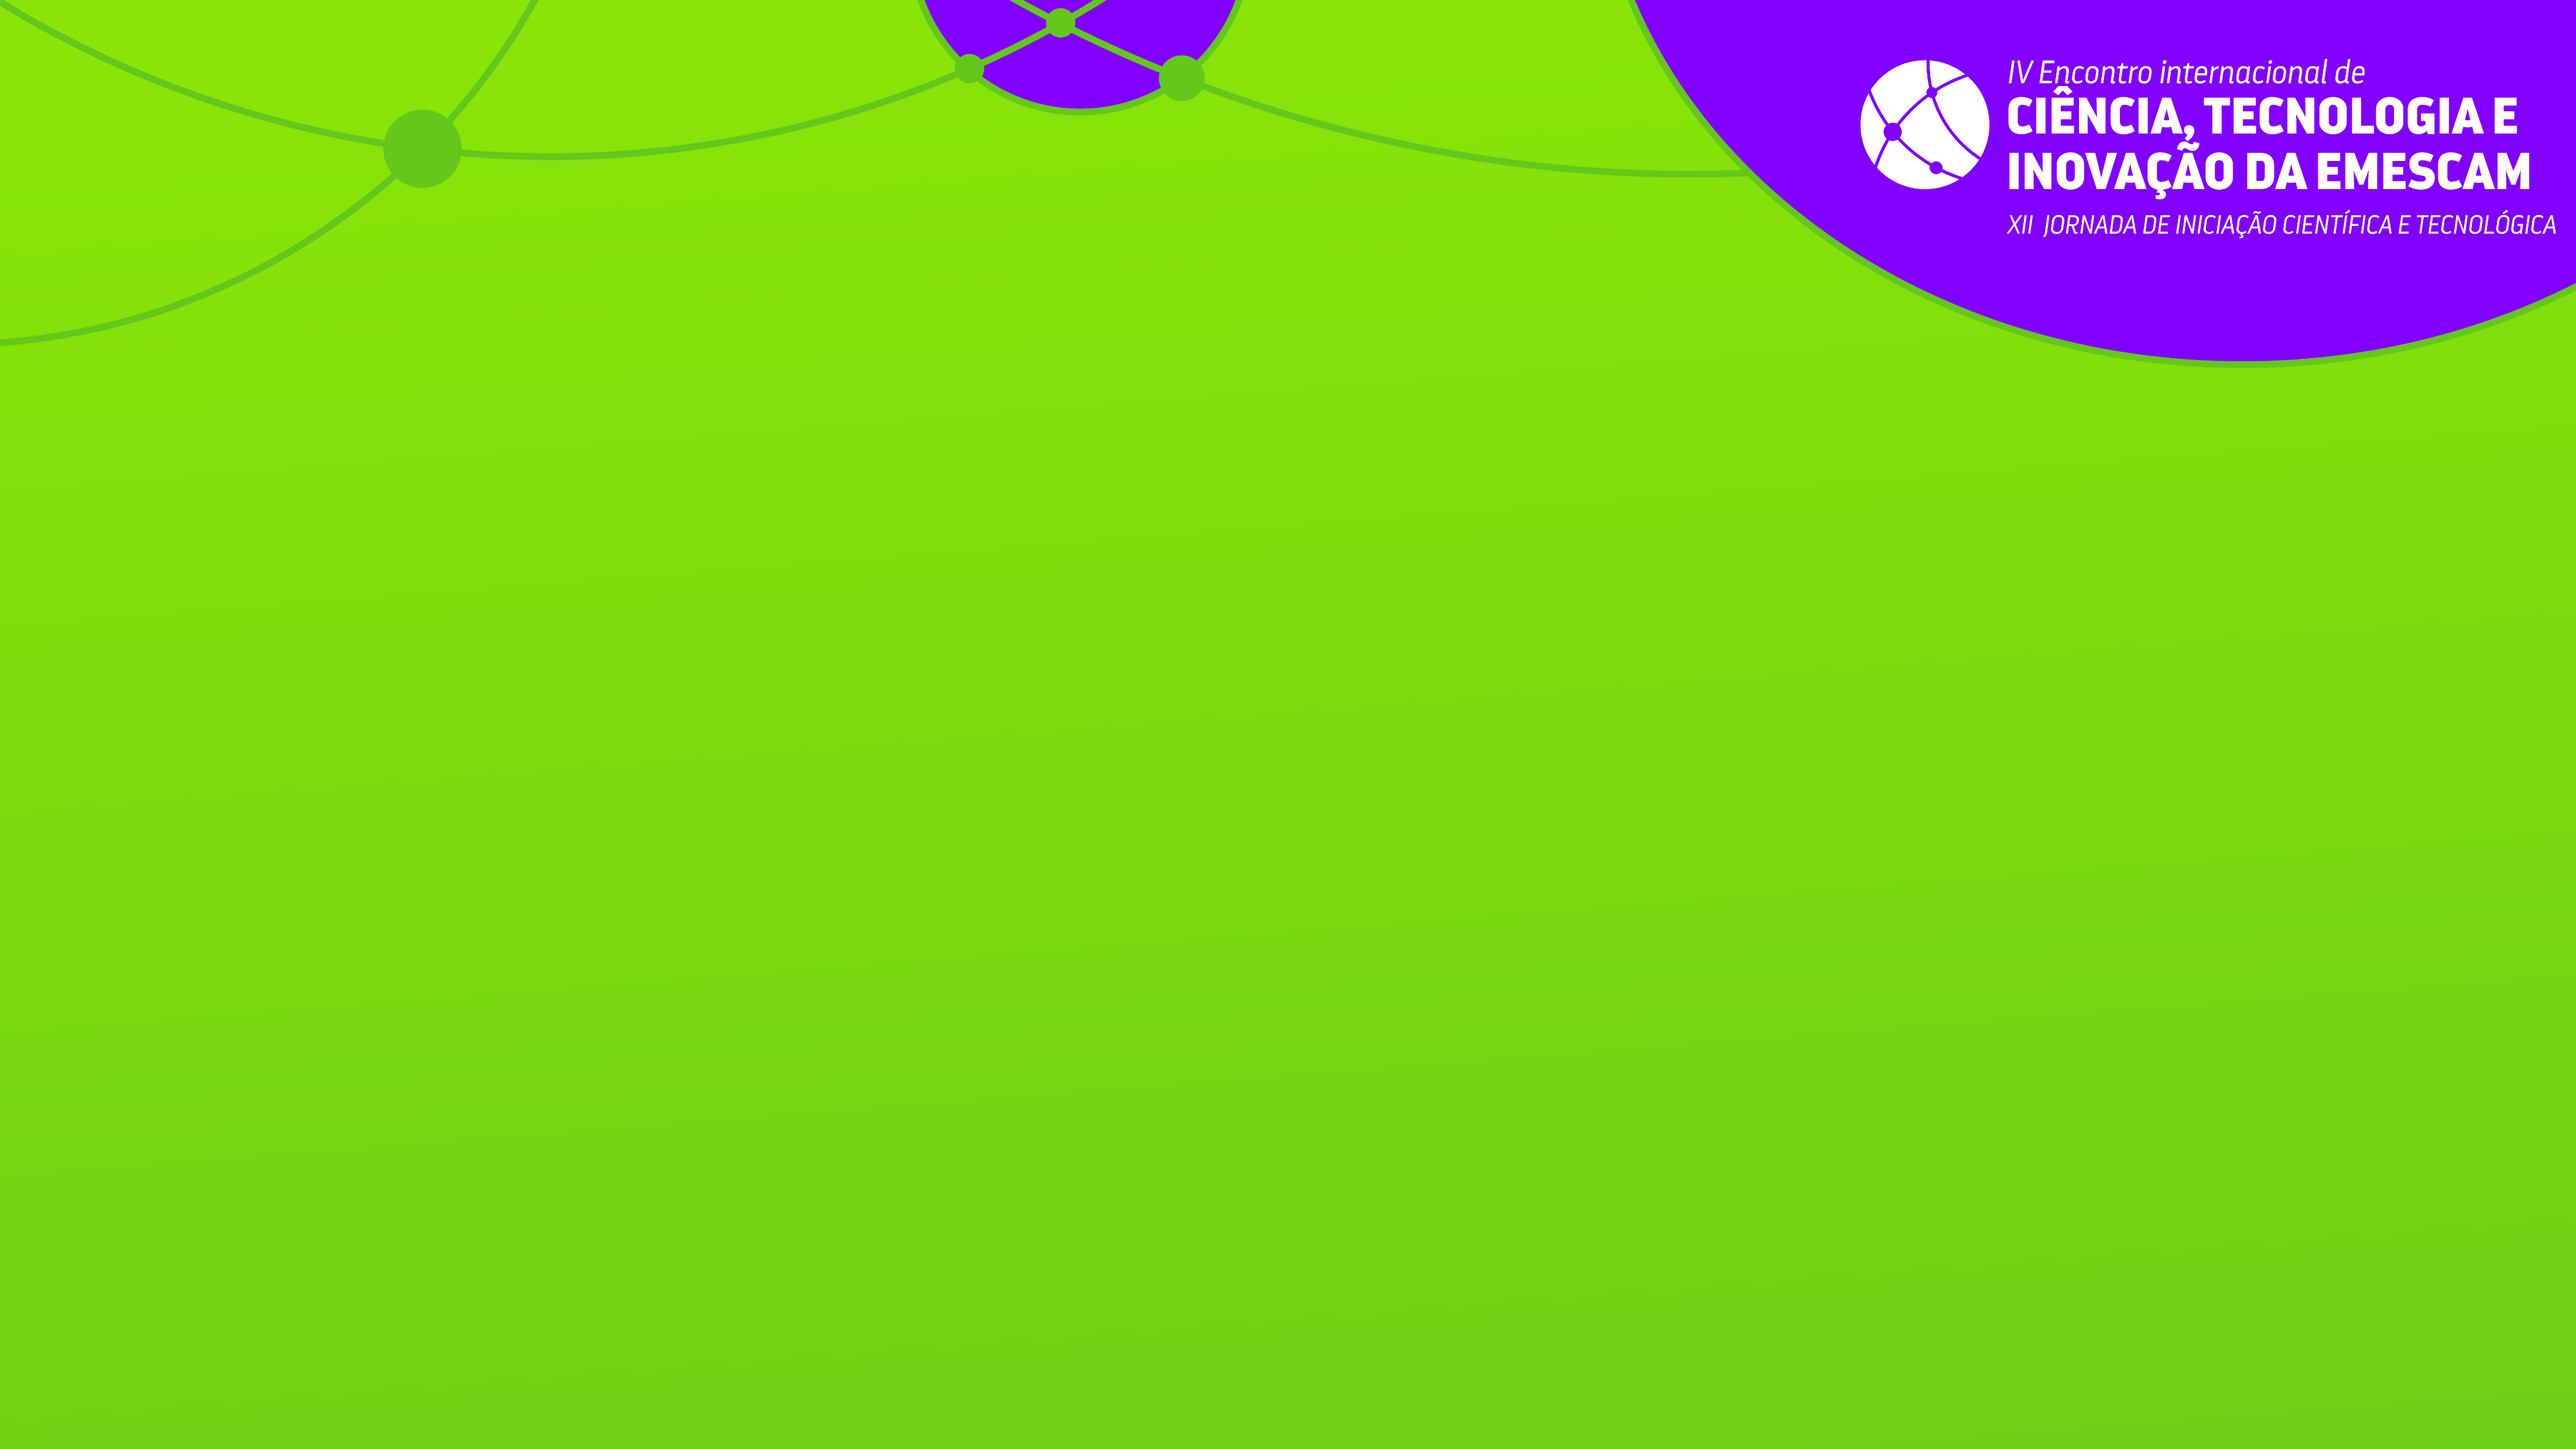 IV Encontro internacional de
CIÊNCIA, TECNOLOGIA E
INOVAÇÃO DA EMESCAM
XII JORNADA DE INICIAÇÃO CIENTÍFICA E TECNOLÓGICA